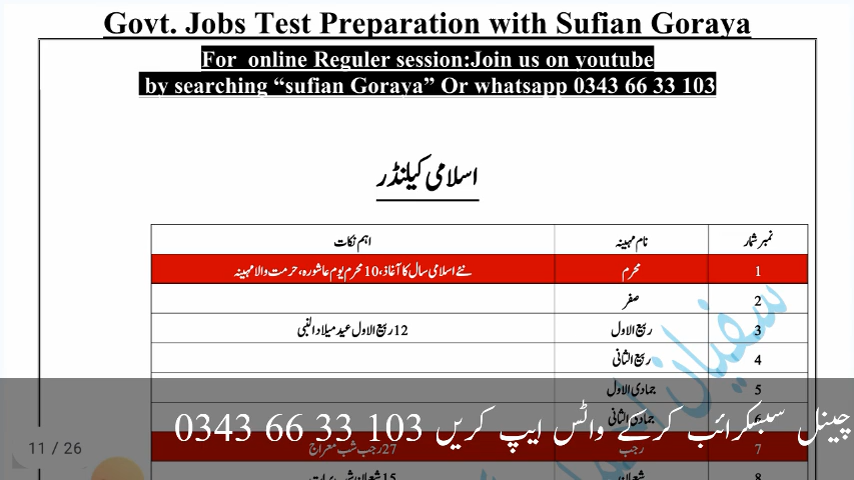 Govt. Jobs Test Preparation with Sufian Goraya
For online Reguler session:Join us on youtube
by searching “sufian Goraya” Or whatsapp 0343 66 33 103
اسلامی کیلنڈر
نمبر شمار نام مہینہ اہم نکات
1 محرم نئے اسلامی سال کا آغاز، 10 محرم یوم عاشورہ، حرمت والا مہینہ
2 صفر
3 ربیع الاول 12 ربیع الاول عید میلاد النبی
4 ربیع الثانی
5 جمادی الاول
6 جمادی الثانی
چینل سبسکرائب کرکے واٹس ایپ کریں 103 33 66 0343
7 رجب 27 رجب شب معراج
8 شعبان 15 شعبان شب برات
11 / 26
سفیان